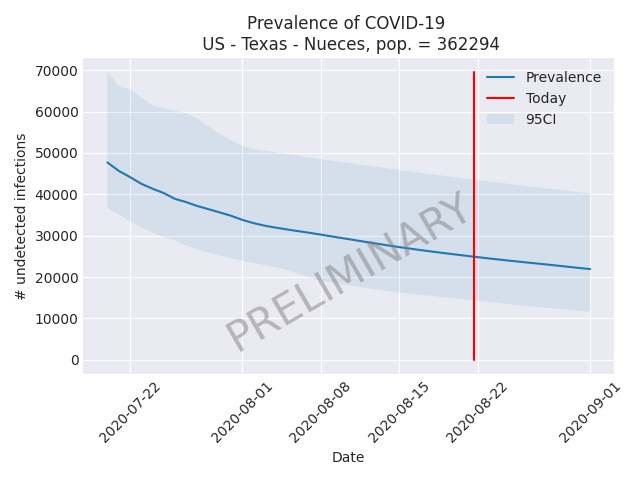 Prevalence of COVID-19
US - Texas - Nueces, pop. = 362294
70000
60000
50000
40000
30000
20000
10000
0
# undetected infections
Prevalence
Today
95CI
PRELIMINARY
2020-07-22
2020-08-01
2020-08-08
2020-08-15
2020-08-22
2020-09-01
Date